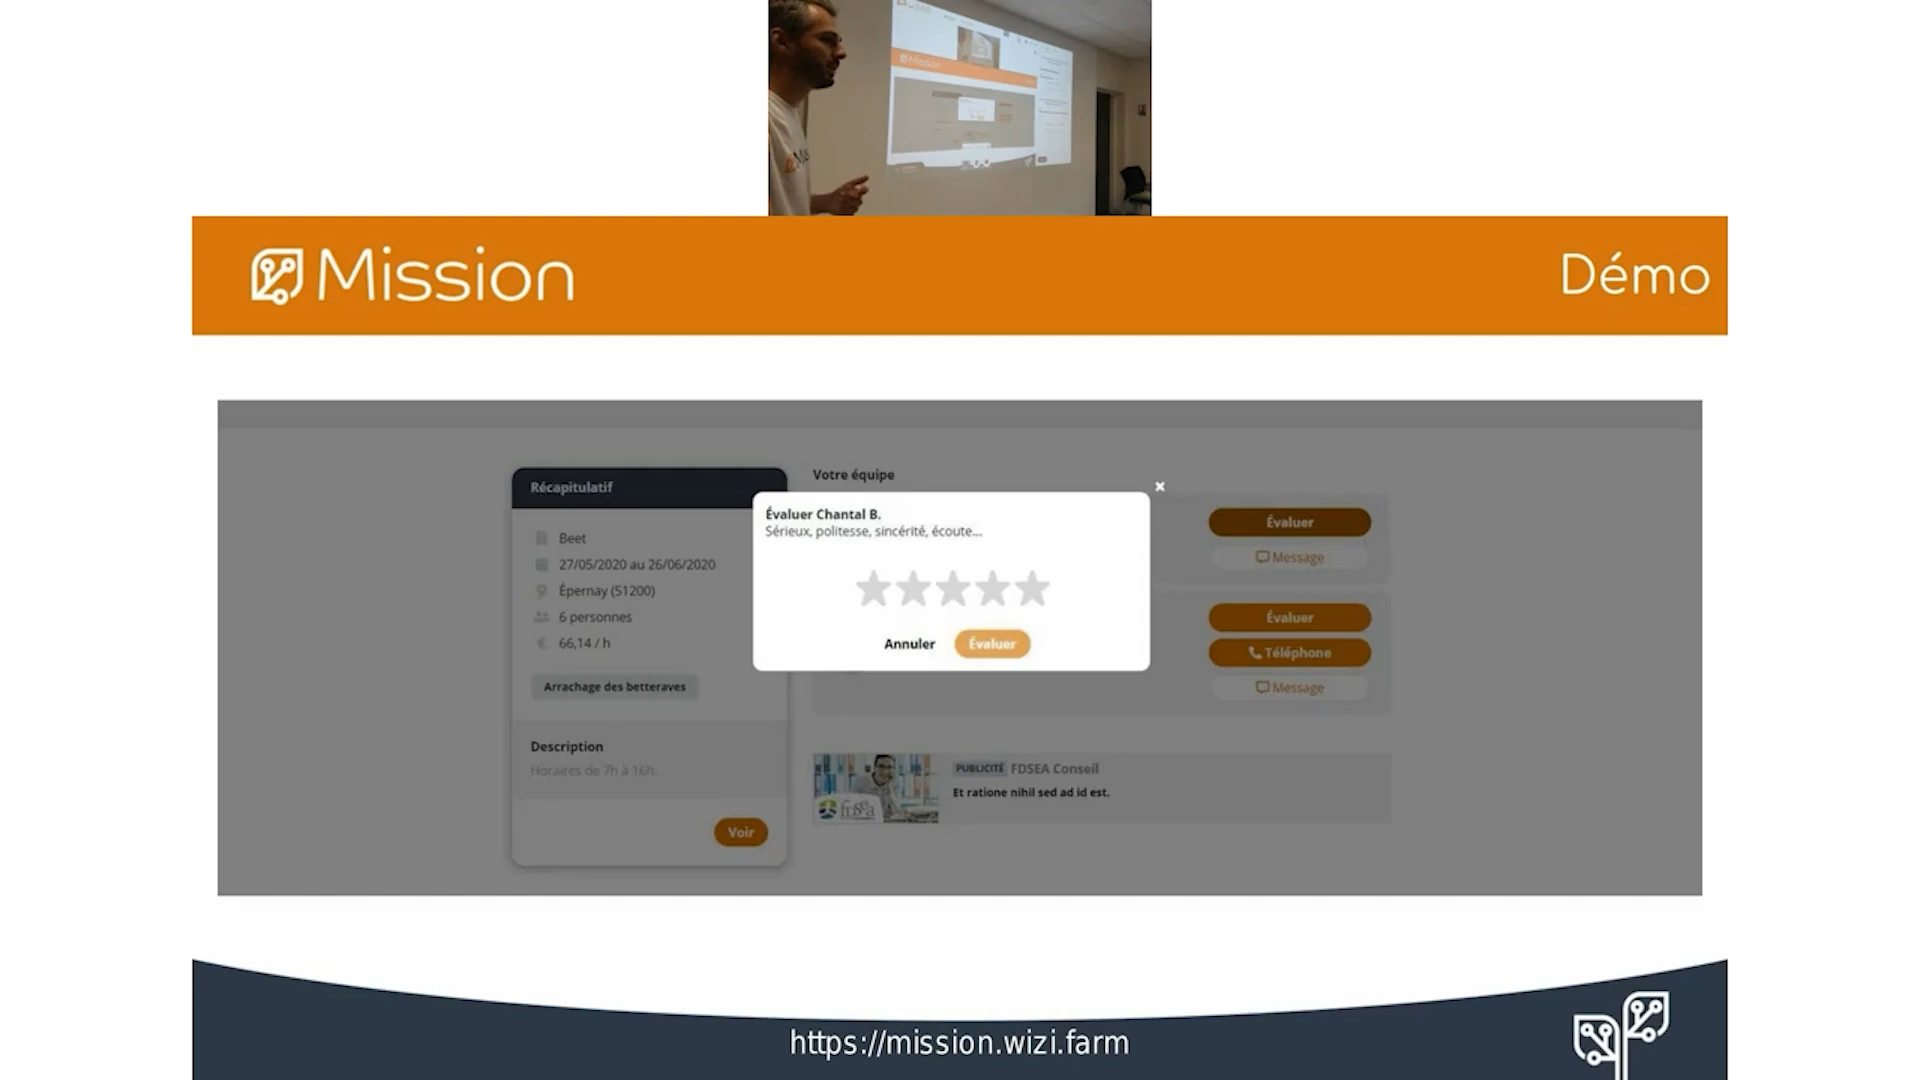 Mission
Mission
Démo
Récapitulatif
Beet
27/05/2020 au 26/06/2020
Épernay (51200)
6 personnes
€ 66,14 / h
Arrachage des betteraves
Description
Horaires de 7h à 16h.
Voir
Votre équipe
Évaluer Chantal B.
Sérieux, politesse, sincérité, écoute...
Annuler
Évaluer
Évaluer
Message
Évaluer
Téléphone
Message
fdsea
PUBLICITÉ FDSEA Conseil
Et ratione nihil sed ad id est.
https://mission.wizi.farm